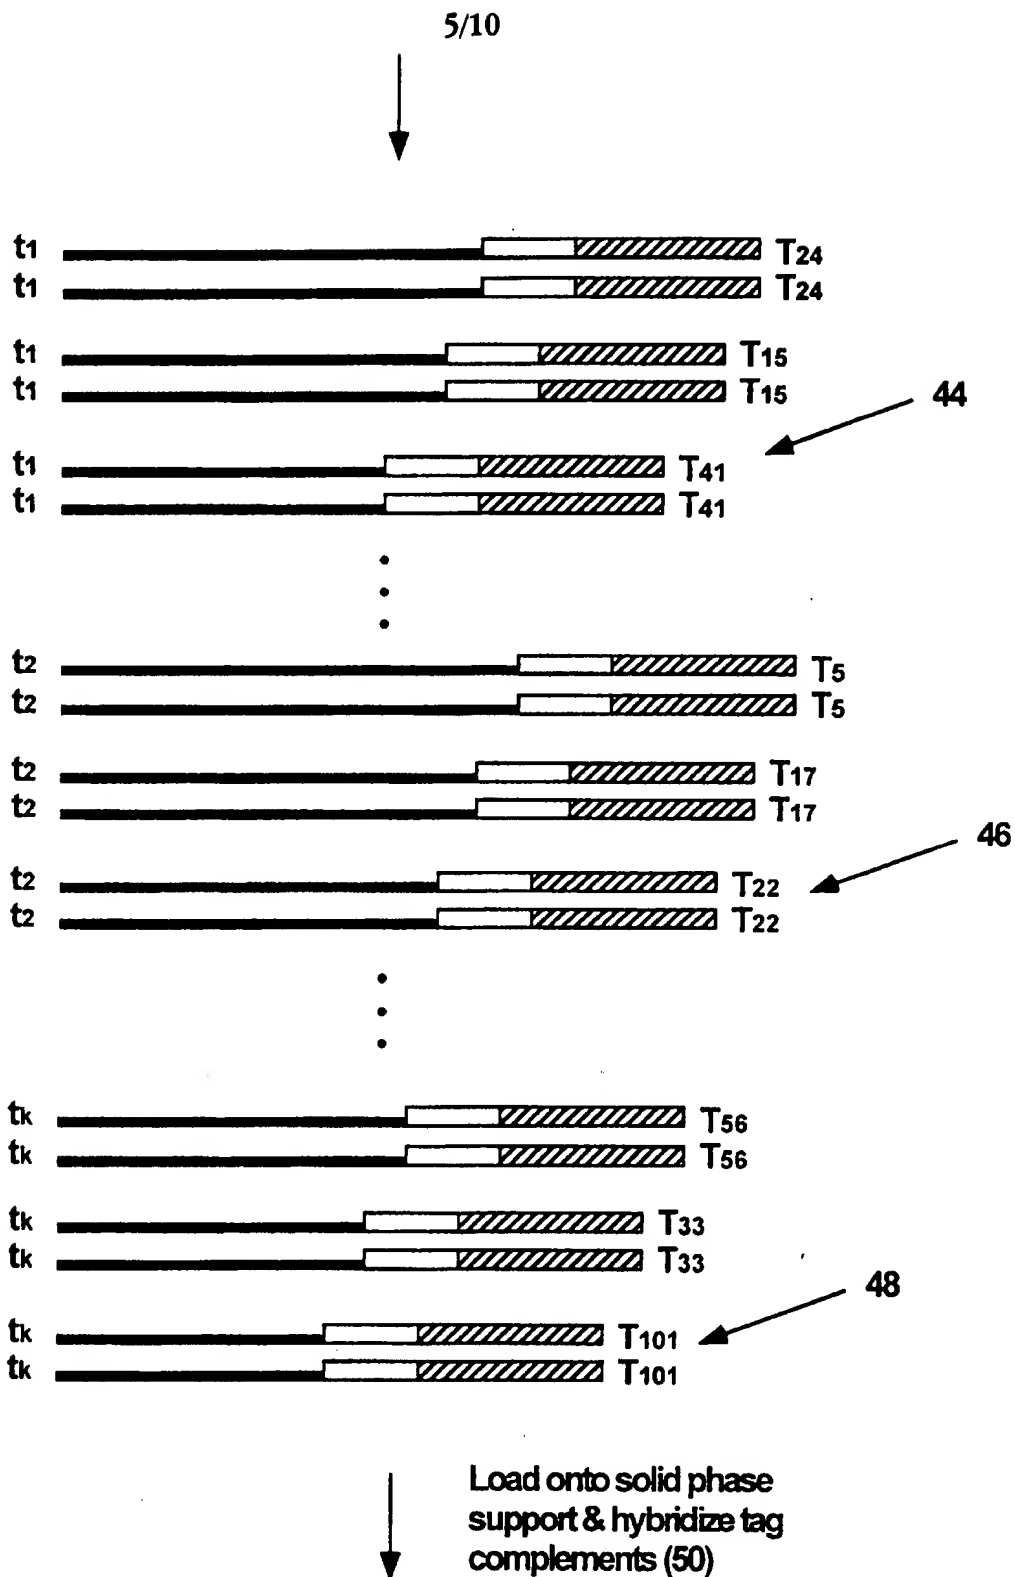 5/10
t1 T24
t1 T24
t1 T15
t1 T15
44
t1 T41
t1 T41
t2 T5
t2 T5
t2 T17
t2 T17
46
t2 T22
t2 T22
tk T56
tk T56
tk T33
tk T33
48
tk T101
tk T101
Load onto solid phase
support & hybridize tag
complements (50)